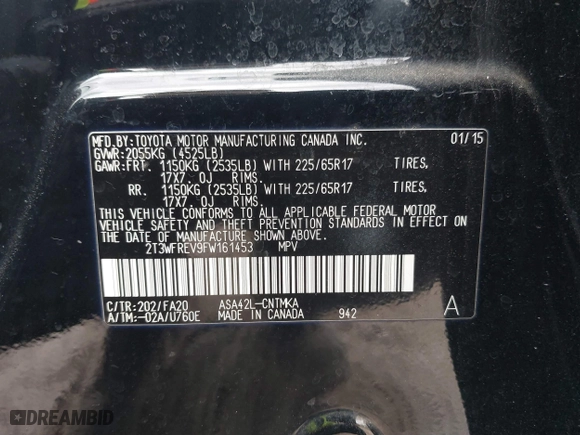 MFD.BY:TOYOTA MOTOR MANUFACTURING CANADA INC. 01/15
GVWR:2055KG (4525LB)
GAWR:FRT. 1150KG (2535LB) WITH 225/65R17 TIRES,
17X7.0J RIMS.
RR. 1150KG (2535LB) WITH 225/65R17 TIRES,
17X7.0J RIMS.
THIS VEHICLE CONFORMS TO ALL APPLICABLE FEDERAL MOTOR
VEHICLE SAFETY AND THEFT PREVENTION STANDARDS IN EFFECT ON
THE DATE OF MANUFACTURE SHOWN ABOVE.
2T3WFREV9FW161453 MPV
C/TR:202/FA20 ASA42L-CNTMKA
A/TM:-02A/U760E MADE IN CANADA 942 A
DREAMBID